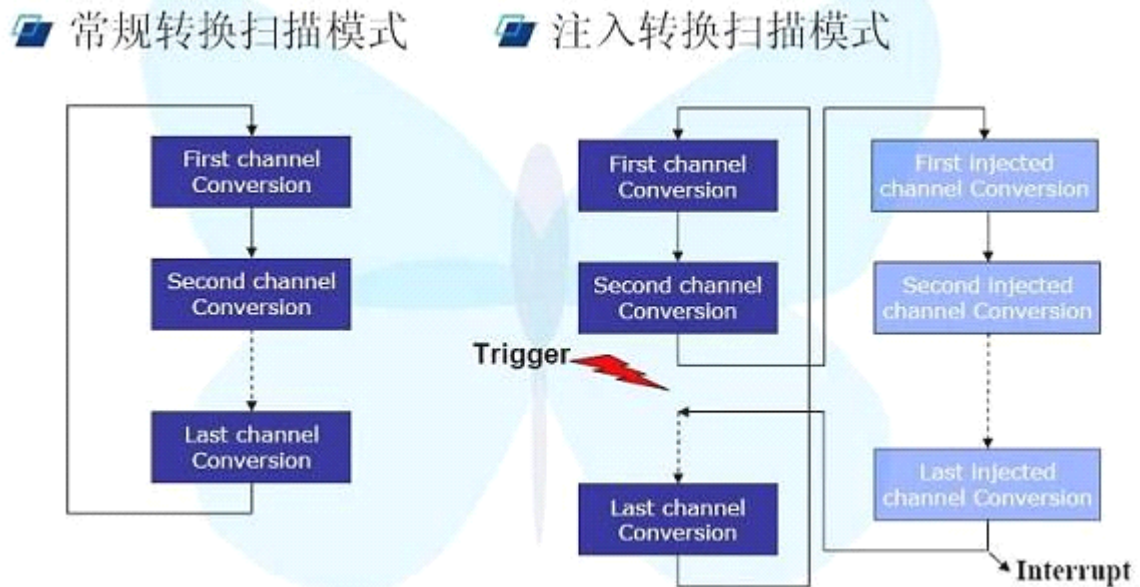 常规转换扫描模式
注入转换扫描模式
First channel
Conversion
Second channel
Conversion
Last channel
Conversion
First channel
Conversion
Second channel
Conversion
Trigger
Last channel
Conversion
First injected
channel Conversion
Second injected
channel Conversion
Last injected
channel Conversion
Interrupt